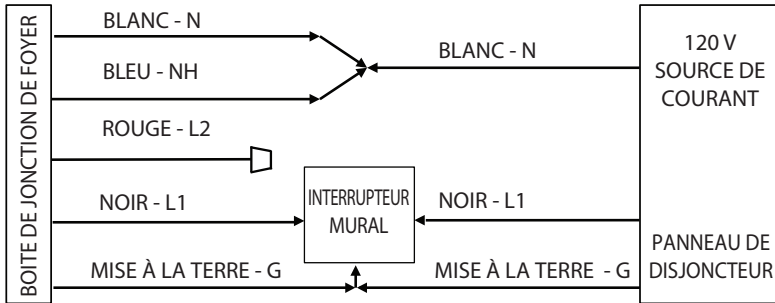 BOITE DE JONCTION DE FOYER
BLANC - N
BLEU - NH
ROUGE - L2
NOIR - L1
MISE À LA TERRE - G
INTERRUPTEUR
MURAL
BLANC - N
NOIR - L1
MISE À LA TERRE - G
120 V
SOURCE DE
COURANT
PANNEAU DE
DISJONCTEUR